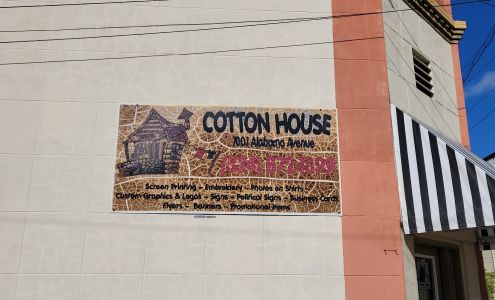 COTTON HOUSE
1001 Alabama Avenue
Screen Printing ~ Embroidery ~ Photos on Shirts
Custom Graphics & Logos ~ Signs ~ Political Signs ~ Business Cards
Flyers ~ Banners ~ Promotional Items